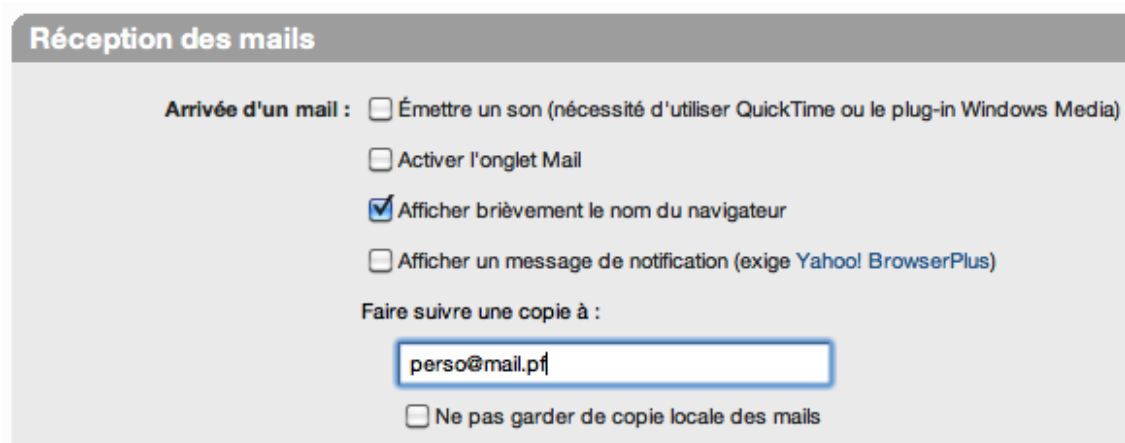 Réception des mails
Arrivée d'un mail : Émettre un son (nécessité d'utiliser QuickTime ou le plug-in Windows Media)
Activer l'onglet Mail
Afficher brièvement le nom du navigateur
Afficher un message de notification (exige Yahoo! BrowserPlus)
Faire suivre une copie à :
perso@mail.pf
Ne pas garder de copie locale des mails